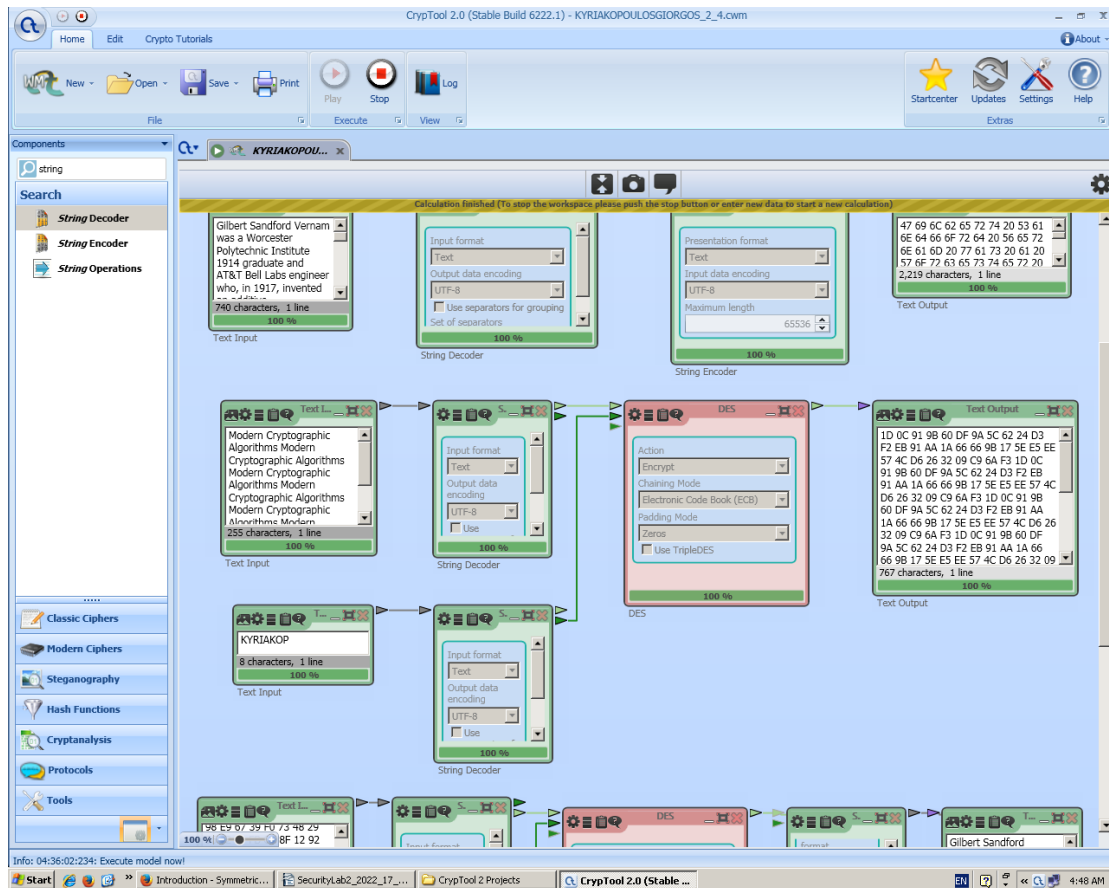 CrypTool 2.0 (Stable Build 6222.1) - KYRIAKOPOULOSGIORGOS_2_4.cwm
Home Edit Crypto Tutorials About
New Open Save Print Play Stop Log Startcenter Updates Settings Help
File Execute View Extras
Components
KYRIAKOPOU... x
string
Search
String Decoder
String Encoder
String Operations
Calculation finished (To stop the workspace please push the stop button or enter new data to start a new calculation)
Gilbert Sandford Vernam
was a Worcester
Polytechnic Institute
1914 graduate and
AT&T Bell Labs engineer
who, in 1917, invented
an additive
740 characters, 1 line
100 %
Text Input
Input format
Text
Output data encoding
UTF-8
Use separators for grouping
Set of separators
100 %
String Decoder
Presentation format
Text
Input data encoding
UTF-8
Maximum length
65536
100 %
String Encoder
47 69 6C 62 65 72 74 20 53 61
6E 64 66 6F 72 64 20 56 65 72
6E 61 6D 20 77 61 73 20 61 20
57 6F 72 63 65 73 74 65 72 20
2,219 characters, 1 line
100 %
Text Output
Text I...
Modern Cryptographic
Algorithms Modern
Cryptographic Algorithms
Modern Cryptographic
Algorithms Modern
Cryptographic Algorithms
Modern Cryptographic
Algorithms Modern
255 characters, 1 line
100 %
Text Input
S...
Input format
Text
Output data
encoding
UTF-8
Use
100 %
String Decoder
DES
Action
Encrypt
Chaining Mode
Electronic Code Book (ECB)
Padding Mode
Zeros
Use TripleDES
100 %
DES
Text Output
1D 0C 91 9B 60 DF 9A 5C 62 24 D3
F2 EB 91 AA 1A 66 66 9B 17 5E E5 EE
57 4C D6 26 32 09 C9 6A F3 1D 0C
91 9B 60 DF 9A 5C 62 24 D3 F2 EB
91 AA 1A 66 66 9B 17 5E E5 EE 57 4C
D6 26 32 09 C9 6A F3 1D 0C 91 9B
60 DF 9A 5C 62 24 D3 F2 EB 91 AA
1A 66 66 9B 17 5E E5 EE 57 4C D6 26
32 09 C9 6A F3 1D 0C 91 9B 60 DF
9A 5C 62 24 D3 F2 EB 91 AA 1A 66
66 9B 17 5E E5 EE 57 4C D6 26 32 09
767 characters, 1 line
100 %
Text Output
T...
KYRIAKOP
8 characters, 1 line
100 %
Text Input
S...
Input format
Text
Output data
encoding
UTF-8
Use
100 %
String Decoder
Classic Ciphers
Modern Ciphers
Steganography
Hash Functions
Cryptanalysis
Protocols
Tools
Text I...
98 E9 67 39 F0 73 48 29
8F 12 92
S...
DES
S...
T...
Gilbert Sandford
100 %
Info: 04:36:02:234: Execute model now!
Start Introduction - Symmetric... SecurityLab2_2022_17_... CrypTool 2 Projects CrypTool 2.0 (Stable ... EN 4:48 AM